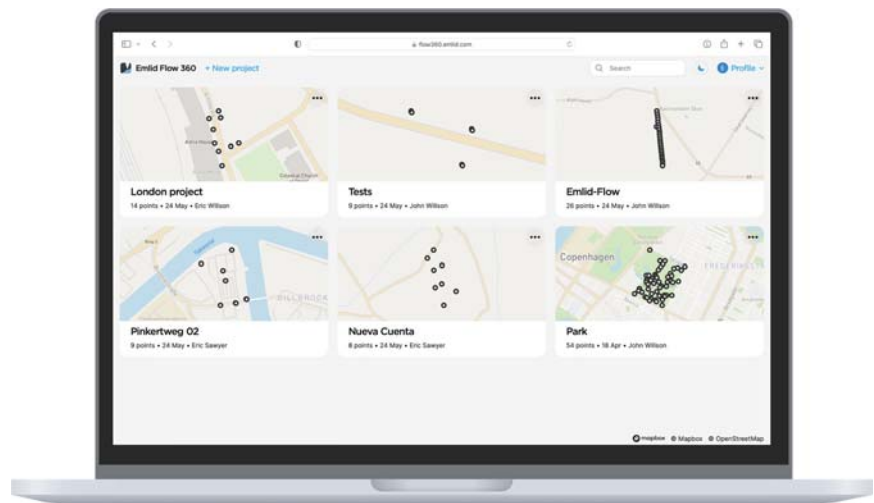 flow360.emlid.com
Emlid Flow 360 + New project
Search
Profile
London project
14 points • 24 May • Eric Willson
Tests
9 points • 24 May • John Willson
Emlid-Flow
26 points • 24 May • John Willson
Copenhagen
Pinkertweg 02
9 points • 24 May • Eric Sawyer
Nueva Cuenta
8 points • 24 May • Eric Sawyer
Park
54 points • 18 Apr • John Willson
mapbox © Mapbox © OpenStreetMap